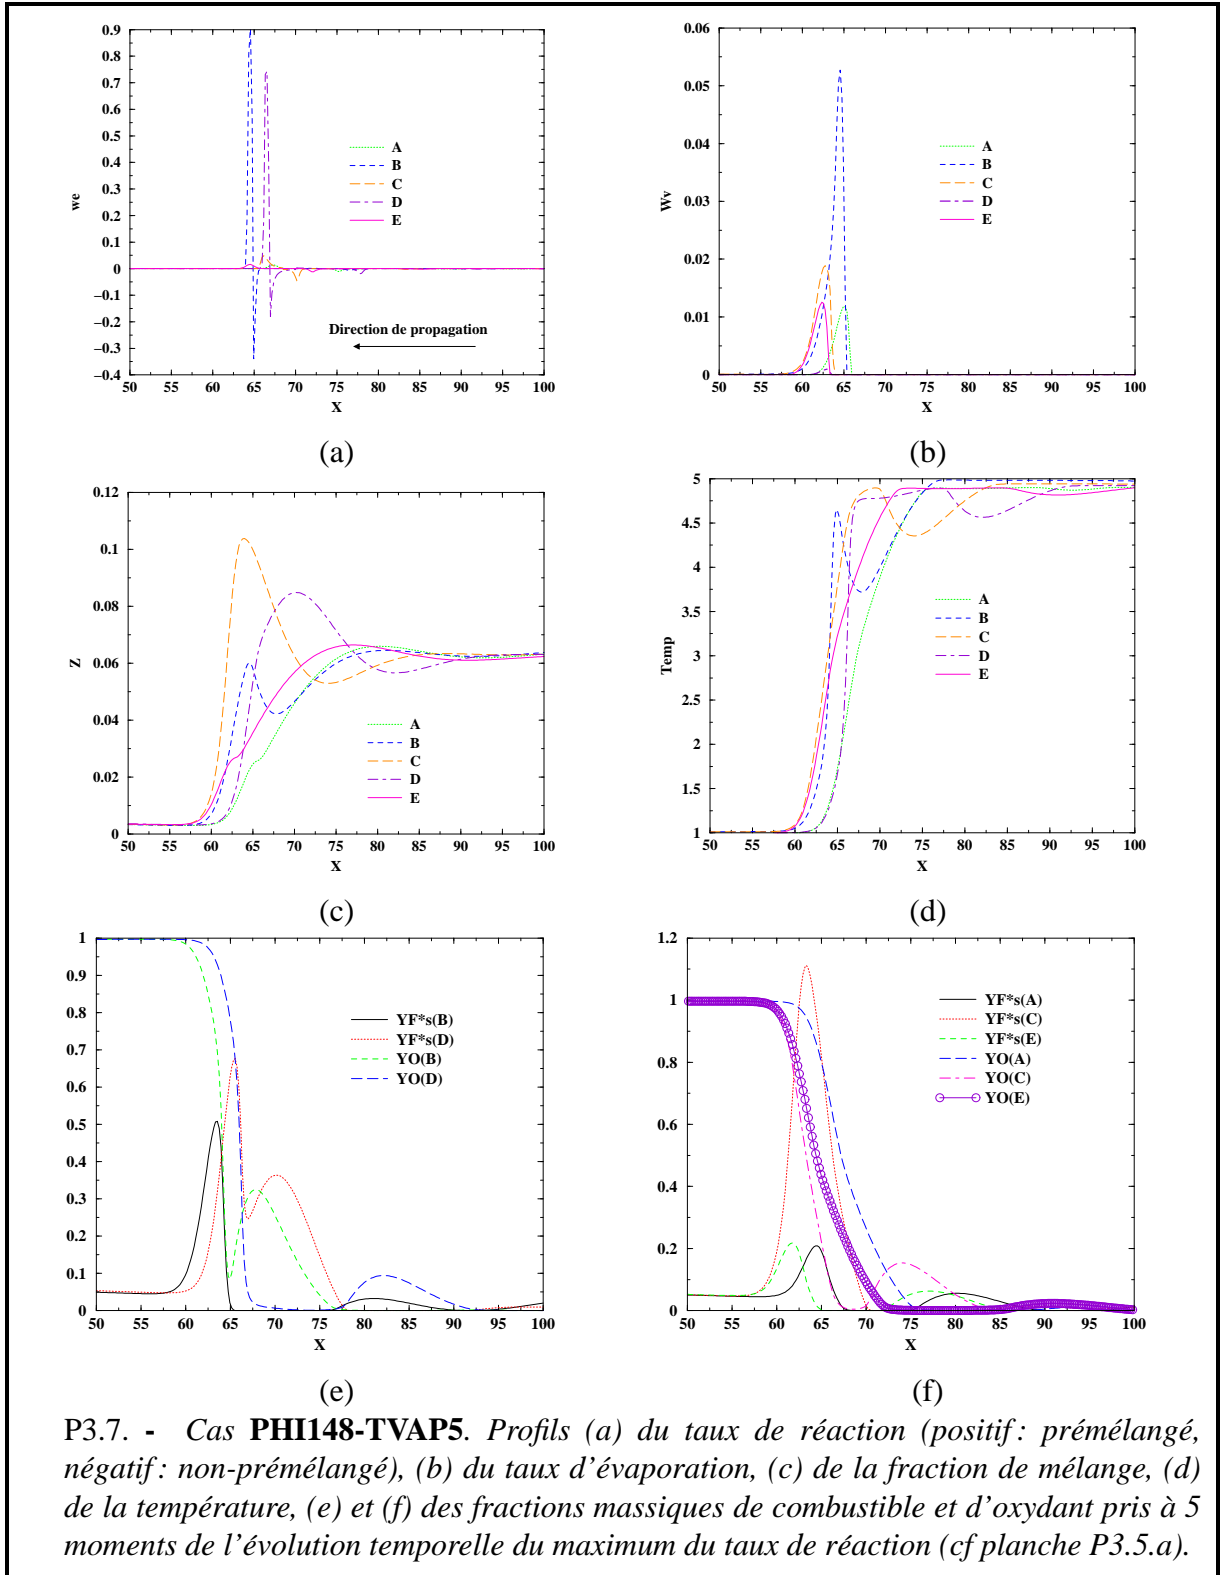 0.9
0.8
0.7
0.6
0.5
0.4
0.3
0.2
0.1
0
−0.1
−0.2
−0.3
−0.4
we
A
B
C
D
E
Direction de propagation
50 55 60 65 70 75 80 85 90 95 100
X
(a)
0.06
0.05
0.04
0.03
0.02
0.01
0
Wv
A
B
C
D
E
50 55 60 65 70 75 80 85 90 95 100
X
(b)
0.12
0.1
0.08
0.06
0.04
0.02
0
Z
A
B
C
D
E
50 55 60 65 70 75 80 85 90 95 100
X
(c)
5
4.5
4
3.5
3
2.5
2
1.5
1
Temp
A
B
C
D
E
50 55 60 65 70 75 80 85 90 95 100
X
(d)
1
0.9
0.8
0.7
0.6
0.5
0.4
0.3
0.2
0.1
0
YF*s(B)
YF*s(D)
YO(B)
YO(D)
50 55 60 65 70 75 80 85 90 95 100
X
(e)
1.2
1
0.8
0.6
0.4
0.2
0
YF*s(A)
YF*s(C)
YF*s(E)
YO(A)
YO(C)
YO(E)
50 55 60 65 70 75 80 85 90 95 100
X
(f)
P3.7. - Cas PHI148-TVAP5. Profils (a) du taux de réaction (positif : prémélangé,
négatif : non-prémélangé), (b) du taux d'évaporation, (c) de la fraction de mélange, (d)
de la température, (e) et (f) des fractions massiques de combustible et d'oxydant pris à 5
moments de l'évolution temporelle du maximum du taux de réaction (cf planche P3.5.a).